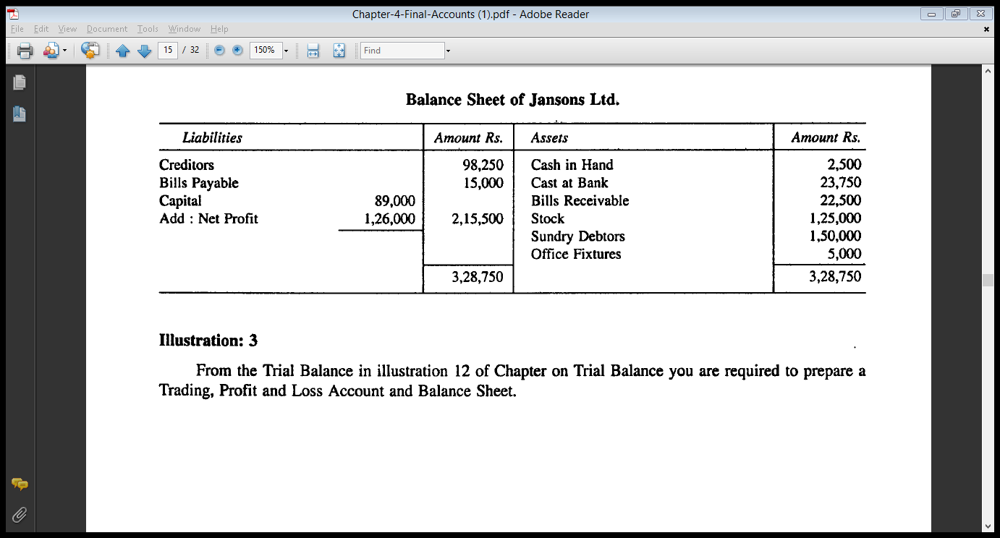 Chapter-4-Final-Accounts (1).pdf - Adobe Reader
File Edit View Document Tools Window Help
15 / 32 150% Find
Balance Sheet of Jansons Ltd.
Liabilities Amount Rs. Assets Amount Rs.
Creditors 98,250 Cash in Hand 2,500
Bills Payable 15,000 Cast at Bank 23,750
Capital 89,000 Bills Receivable 22,500
Add : Net Profit 1,26,000 2,15,500 Stock 1,25,000
Sundry Debtors 1,50,000
Office Fixtures 5,000
3,28,750 3,28,750
Illustration: 3
From the Trial Balance in illustration 12 of Chapter on Trial Balance you are required to prepare a
Trading, Profit and Loss Account and Balance Sheet.